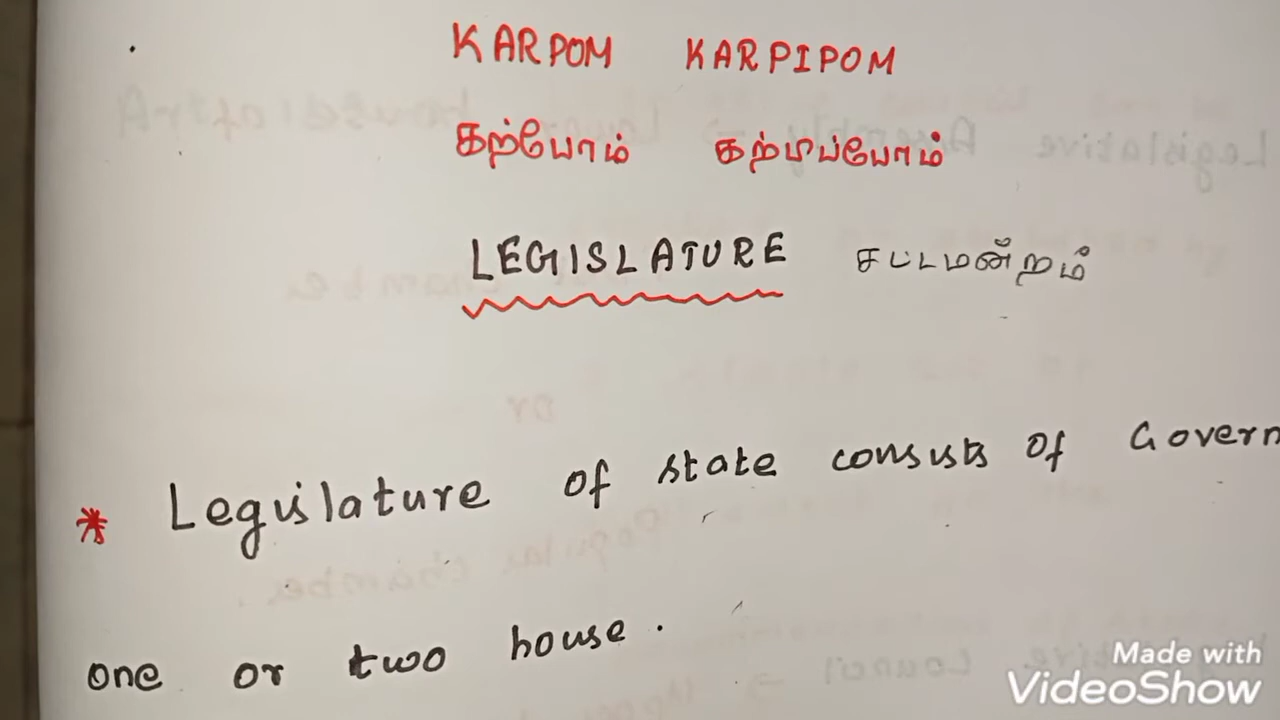 KARPOM KARPIPOM
கற்போம் கற்பிப்போம்
LEGISLATURE சட்டமன்றம்
* Legislature of state consists of Govern
one or two house.
Made with
VideoShow